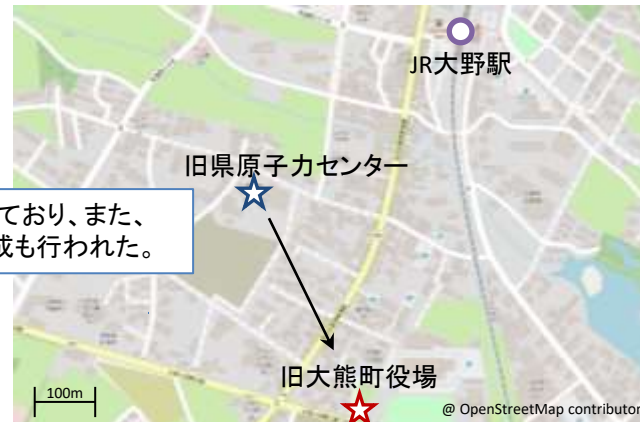 JR大野駅
旧県原子力センター
ており、また、
成も行われた。
旧大熊町役場
100m
@ OpenStreetMap contributor